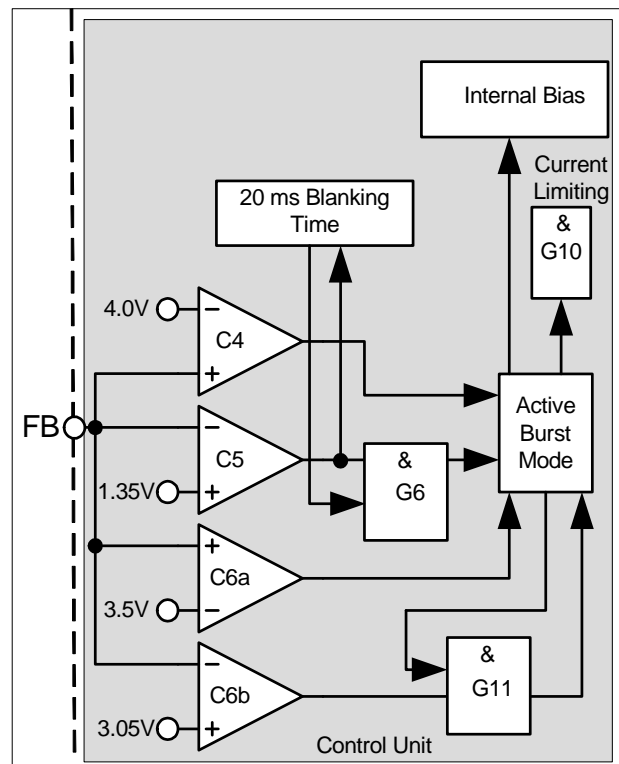 Internal Bias
Current
Limiting
20 ms Blanking
Time
&
G10
4.0V
−
C4
+
FB
−
C5
1.35V
+
&
G6
Active
Burst
Mode
+
C6a
3.5V
−
−
C6b
3.05V
+
&
G11
Control Unit